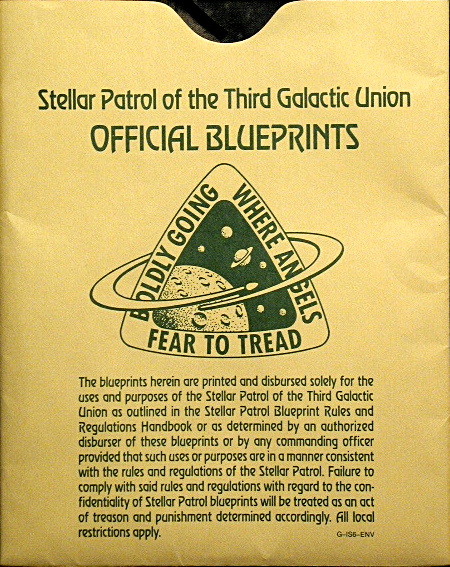 Stellar Patrol of the Third Galactic Union
OFFICIAL BLUEPRINTS
BOLDLY GOING
WHERE ANGELS
FEAR TO TREAD
The blueprints herein are printed and disbursed solely for the
uses and purposes of the Stellar Patrol of the Third Galactic
Union as outlined in the Stellar Patrol Blueprint Rules and
Regulations Handbook or as determined by an authorized
disburser of these blueprints or by any commanding officer
provided that such uses or purposes are in a manner consistent
with the rules and regulations of the Stellar Patrol. Failure to
comply with said rules and regulations with regard to the con-
fidentiality of Stellar Patrol blueprints will be treated as an act
of treason and punishment determined accordingly. All local
restrictions apply.
G-IS6-ENV